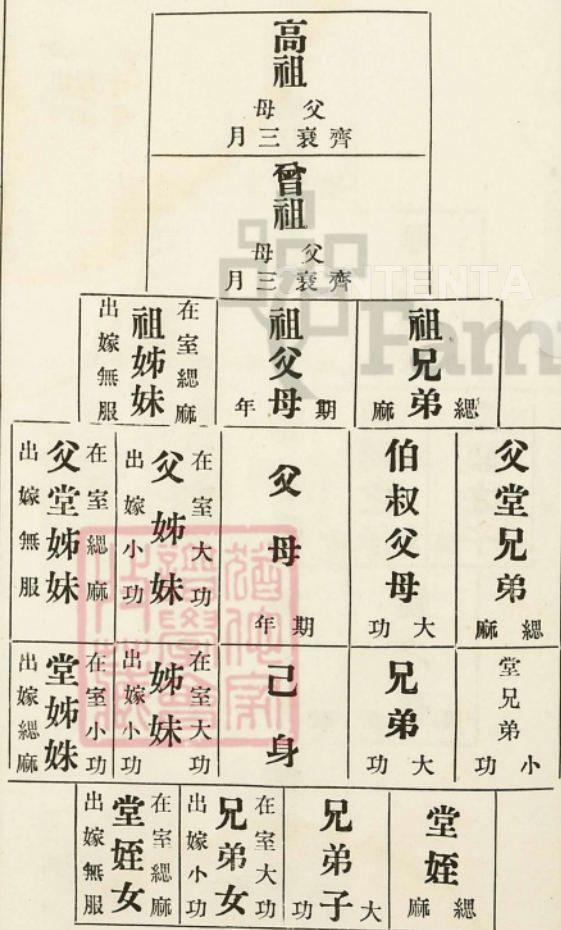 高祖
父母
齊衰三月
曾祖
父母
齊衰三月
祖兄弟
緦麻
祖父母
期年
在室緦麻
祖姊妹
出嫁無服
父堂兄弟
緦麻
伯叔父母
大功
父母
期年
在室大功
父姊妹
出嫁小功
在室緦麻
父堂姊妹
出嫁無服
堂兄弟
小功
兄弟
大功
己身
在室大功
姊妹
出嫁小功
在室小功
堂姊姝
出嫁緦麻
堂姪
緦麻
兄弟子
大功
在室大功
兄弟女
出嫁小功
在室緦麻
堂姪女
出嫁無服
TENTA
Fami